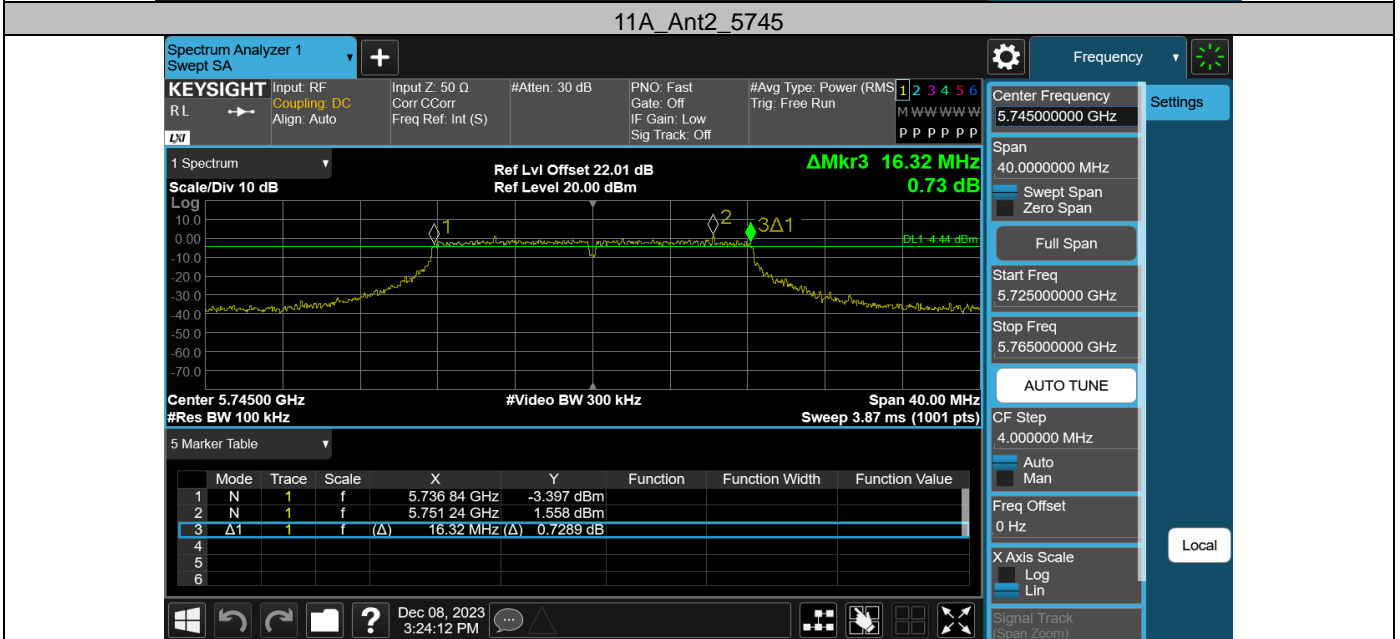 11A_Ant2_5745
Spectrum Analyzer 1
Swept SA
+
Frequency
KEYSIGHT
RL
LXI
Input: RF
Coupling: DC
Align: Auto
Input Z: 50 Ω
Corr CCorr
Freq Ref: Int (S)
#Atten: 30 dB
PNO: Fast
Gate: Off
IF Gain: Low
Sig Track: Off
#Avg Type: Power (RMS
Trig: Free Run
1 2 3 4 5 6
M W W W W W
P P P P P P
1 Spectrum
Scale/Div 10 dB
Ref Lvl Offset 22.01 dB
Ref Level 20.00 dBm
ΔMkr3 16.32 MHz
0.73 dB
Log
10.0
0.00
-10.0
-20.0
-30.0
-40.0
-50.0
-60.0
-70.0
1
2
3Δ1
DL1 -4.44 dBm
Center 5.74500 GHz
#Video BW 300 kHz
Span 40.00 MHz
#Res BW 100 kHz
Sweep 3.87 ms (1001 pts)
5 Marker Table
Mode Trace Scale X Y Function Function Width Function Value
1 N 1 f 5.736 84 GHz -3.397 dBm
2 N 1 f 5.751 24 GHz 1.558 dBm
3 Δ1 1 f (Δ) 16.32 MHz (Δ) 0.7289 dB
4
5
6
?
Dec 08, 2023
3:24:12 PM
Center Frequency
5.745000000 GHz
Settings
Span
40.0000000 MHz
Swept Span
Zero Span
Full Span
Start Freq
5.725000000 GHz
Stop Freq
5.765000000 GHz
AUTO TUNE
CF Step
4.000000 MHz
Auto
Man
Freq Offset
0 Hz
Local
X Axis Scale
Log
Lin
Signal Track
(Span Zoom)